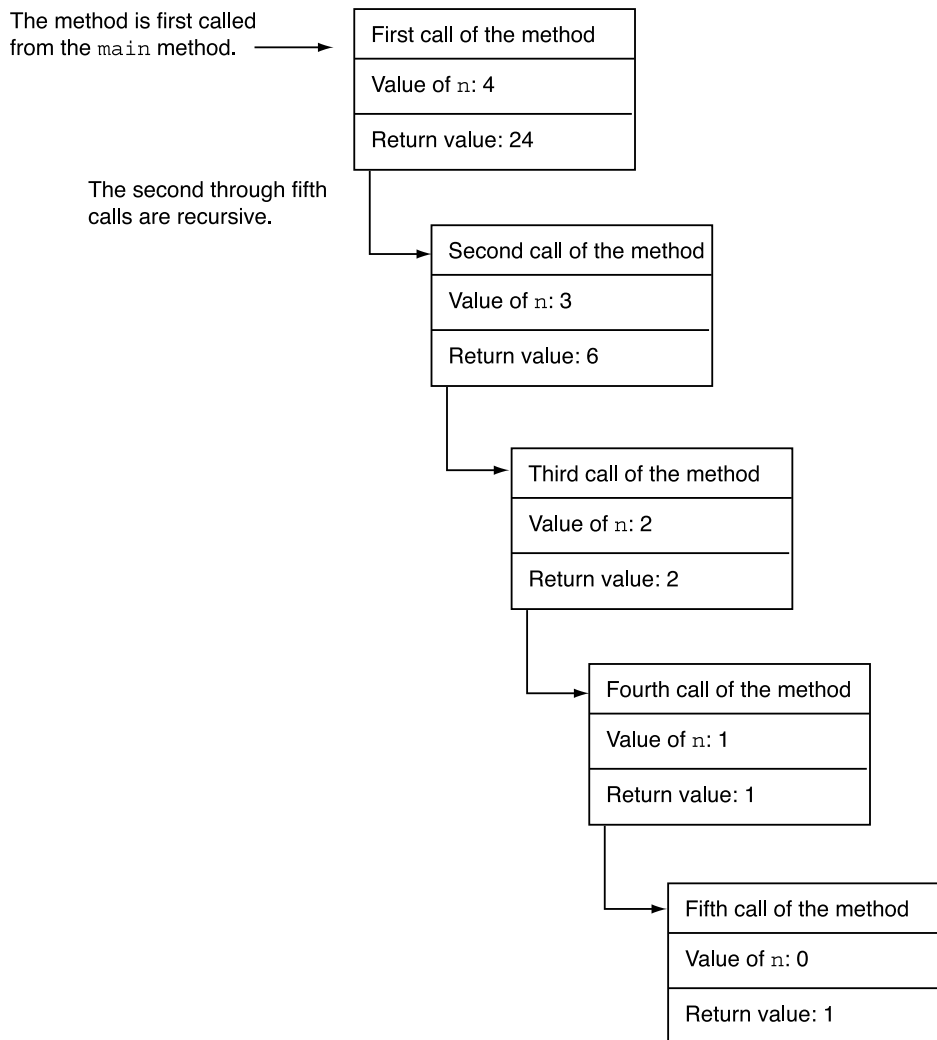 The method is first called
from the main method.
First call of the method
Value of n: 4
Return value: 24
The second through fifth
calls are recursive.
Second call of the method
Value of n: 3
Return value: 6
Third call of the method
Value of n: 2
Return value: 2
Fourth call of the method
Value of n: 1
Return value: 1
Fifth call of the method
Value of n: 0
Return value: 1